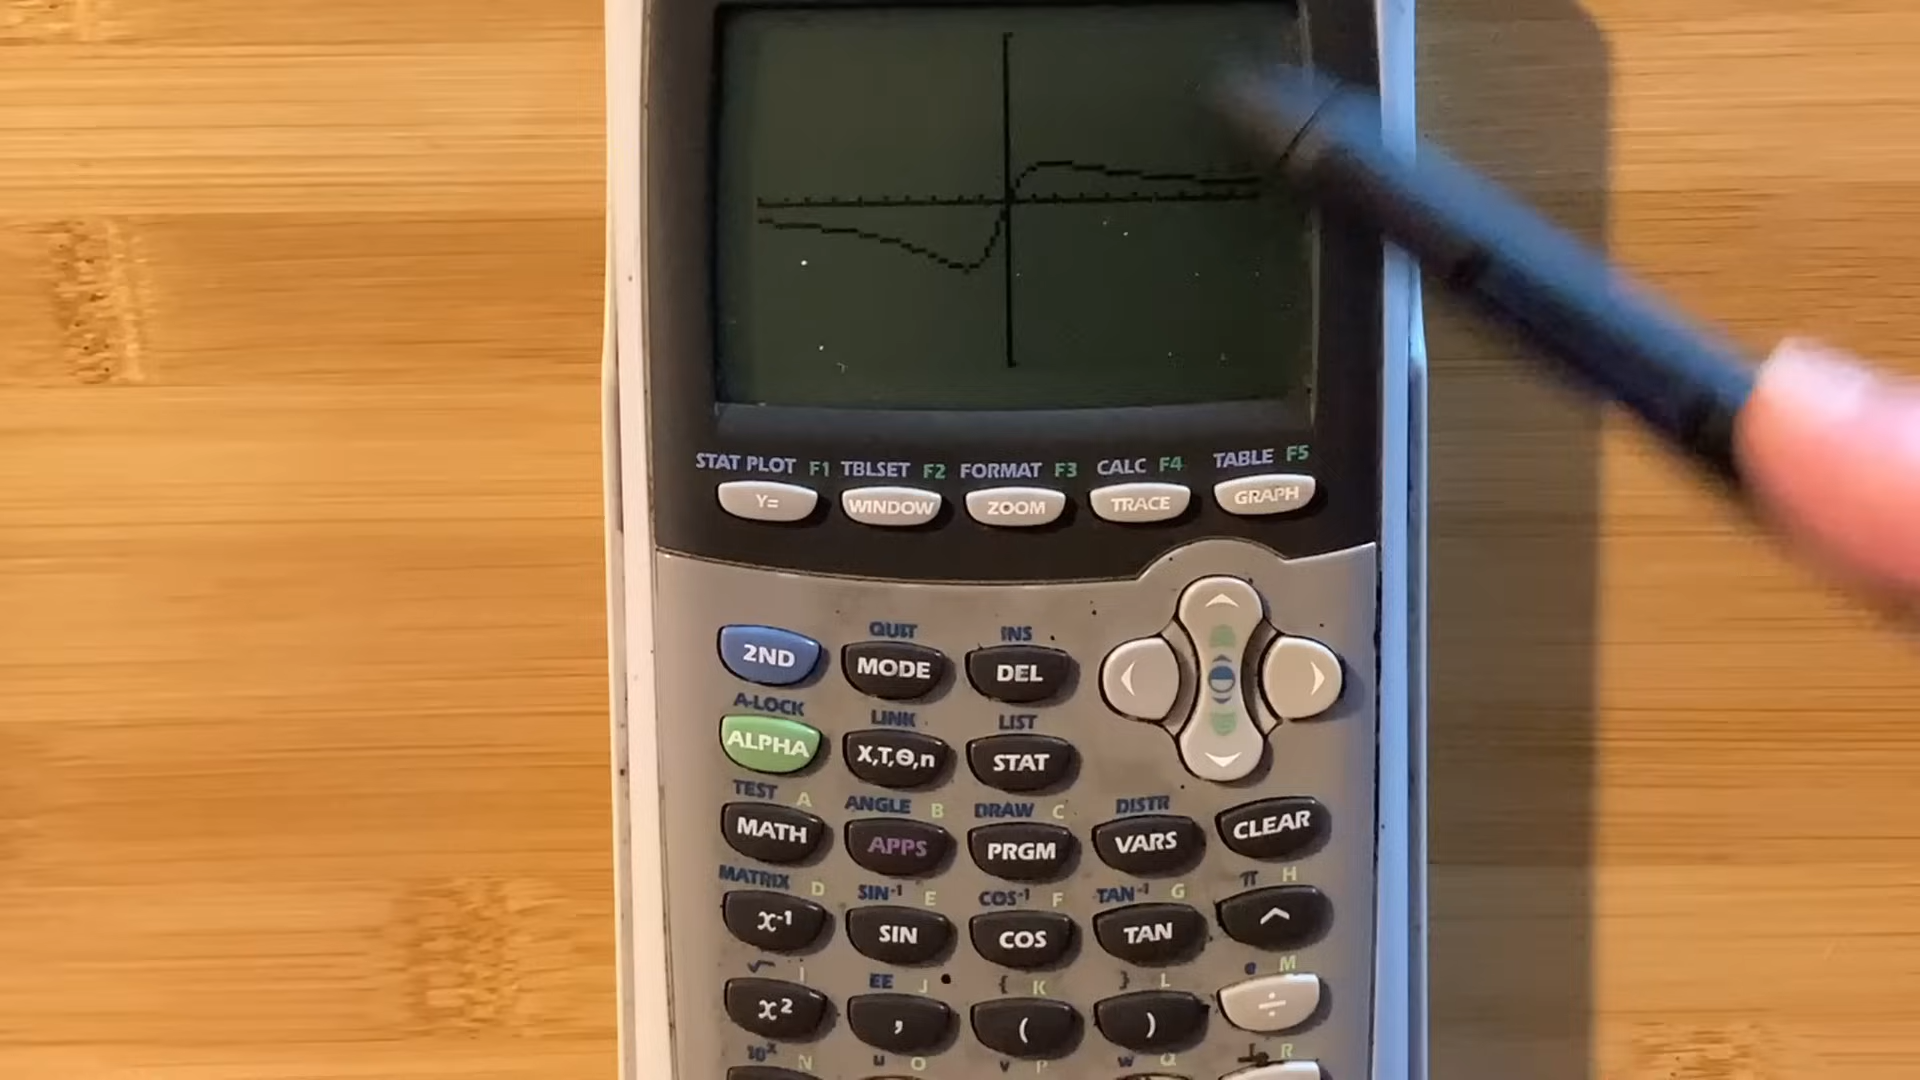 STAT PLOT F1 TBLSET F2 FORMAT F3 CALC F4 TABLE F5
Y= WINDOW ZOOM TRACE GRAPH
QUIT INS
2ND MODE DEL
A-LOCK LINK LIST
ALPHA X,T,Θ,n STAT
TEST A ANGLE B DRAW C DISTR
MATH APPS PRGM VARS CLEAR
MATRIX D SIN⁻¹ E COS⁻¹ F TAN⁻¹ G π H
x⁻¹ SIN COS TAN ^
√ I EE J { K } L e M
x² , ( ) ÷
10ˣ N u O v P w Q R